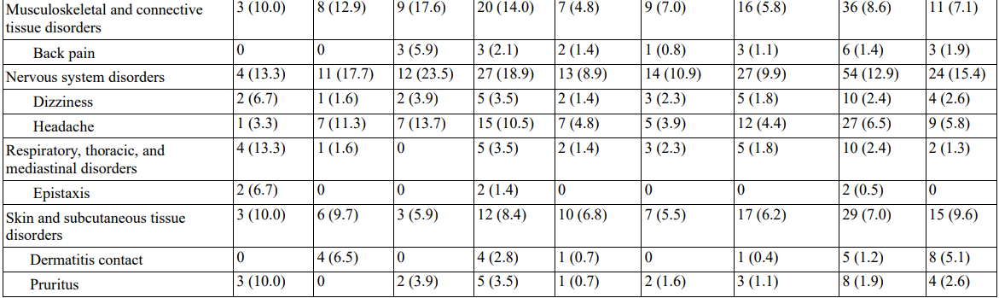 Musculoskeletal and connective tissue disorders 3 (10.0) 8 (12.9) 9 (17.6) 20 (14.0) 7 (4.8) 9 (7.0) 16 (5.8) 36 (8.6) 11 (7.1)
Back pain 0 0 3 (5.9) 3 (2.1) 2 (1.4) 1 (0.8) 3 (1.1) 6 (1.4) 3 (1.9)
Nervous system disorders 4 (13.3) 11 (17.7) 12 (23.5) 27 (18.9) 13 (8.9) 14 (10.9) 27 (9.9) 54 (12.9) 24 (15.4)
Dizziness 2 (6.7) 1 (1.6) 2 (3.9) 5 (3.5) 2 (1.4) 3 (2.3) 5 (1.8) 10 (2.4) 4 (2.6)
Headache 1 (3.3) 7 (11.3) 7 (13.7) 15 (10.5) 7 (4.8) 5 (3.9) 12 (4.4) 27 (6.5) 9 (5.8)
Respiratory, thoracic, and mediastinal disorders 4 (13.3) 1 (1.6) 0 5 (3.5) 2 (1.4) 3 (2.3) 5 (1.8) 10 (2.4) 2 (1.3)
Epistaxis 2 (6.7) 0 0 2 (1.4) 0 0 0 2 (0.5) 0
Skin and subcutaneous tissue disorders 3 (10.0) 6 (9.7) 3 (5.9) 12 (8.4) 10 (6.8) 7 (5.5) 17 (6.2) 29 (7.0) 15 (9.6)
Dermatitis contact 0 4 (6.5) 0 4 (2.8) 1 (0.7) 0 1 (0.4) 5 (1.2) 8 (5.1)
Pruritus 3 (10.0) 0 2 (3.9) 5 (3.5) 1 (0.7) 2 (1.6) 3 (1.1) 8 (1.9) 4 (2.6)